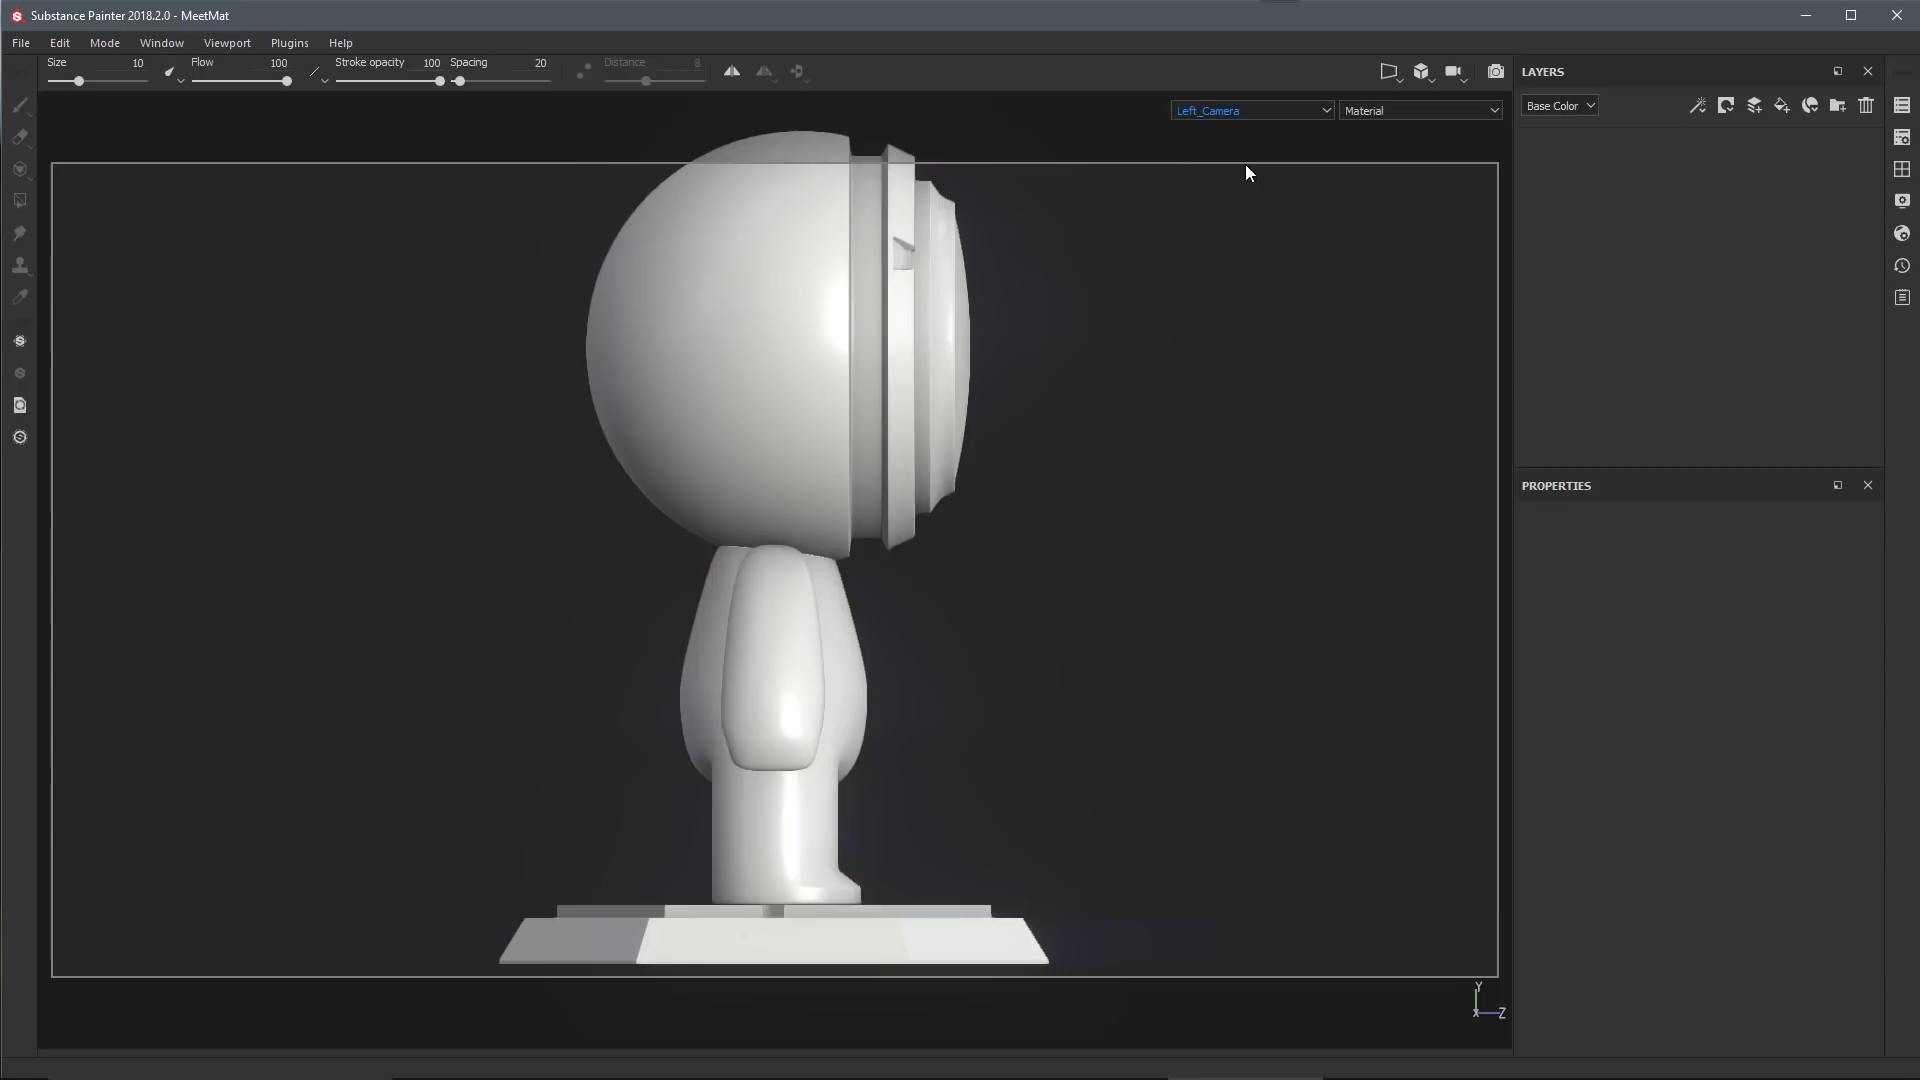 Substance Painter 2018.2.0 - MeetMat
File Edit Mode Window Viewport Plugins Help
Size 10 Flow 100 Stroke opacity 100 Spacing 20 Distance 8
LAYERS
Left_Camera Material
Base Color
PROPERTIES
Y
X Z